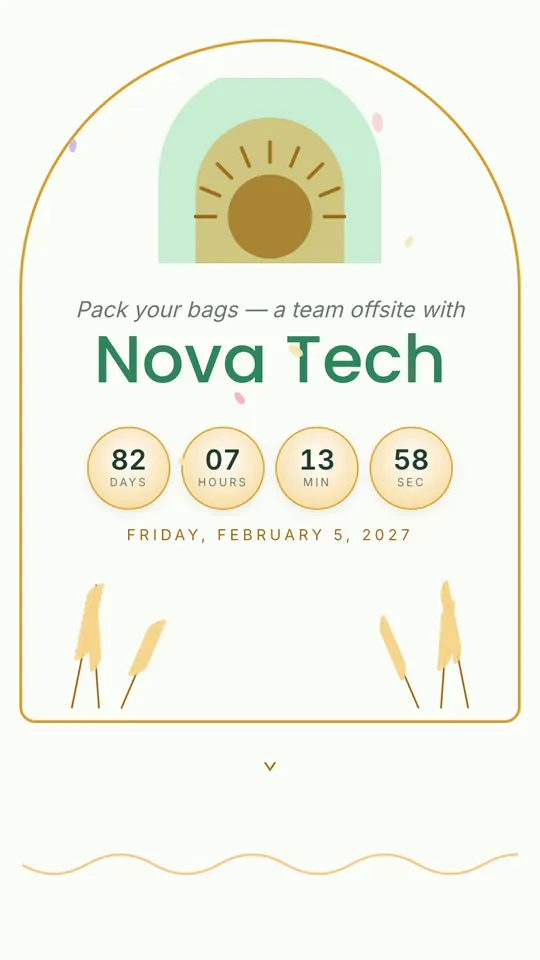 Pack your bags — a team offsite with
Nova Tech
82 07 13 58
DAYS HOURS MIN SEC
FRIDAY, FEBRUARY 5, 2027